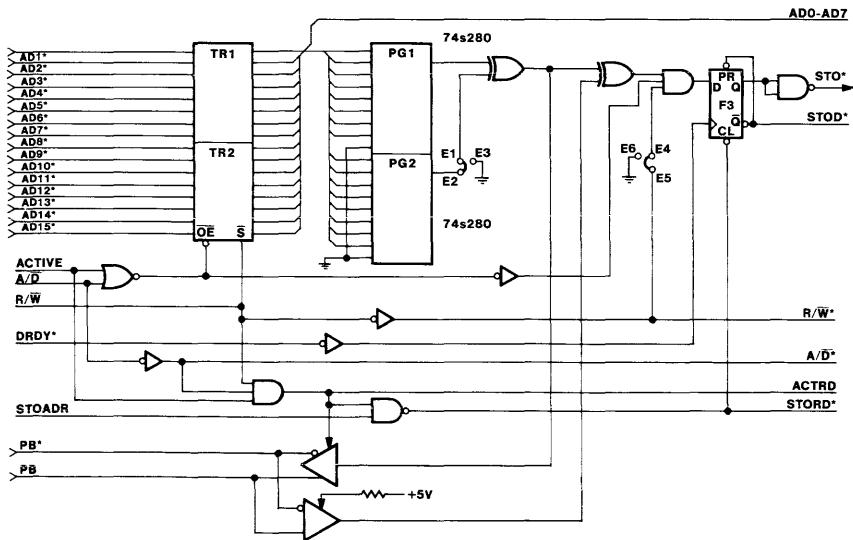 AD0-AD7
74s280
TR1
PG1
AD1*
AD2*
AD3*
AD4*
AD5*
AD6*
AD7*
AD8*
AD9*
AD10*
AD11*
AD12*
AD13*
AD14*
AD15*
TR2
OE S
PG2
74s280
E1 E3
E2
E6 E4
E5
PR
D Q
F3
Q
CL
STO*
STOD*
ACTIVE
A/D
R/W
R/W*
DRDY*
A/D*
ACTRD
STOADR
STORD*
PB*
PB
+5V